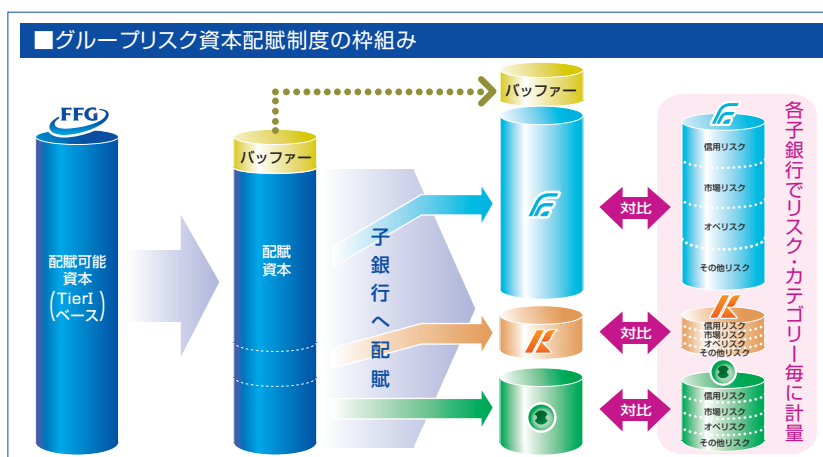 ■グループリスク資本配賦制度の枠組み
FFG
配賦可能
資本
(TierⅠ
ベース)
バッファー
配賦
資本
子銀行へ配賦
バッファー
対比
対比
対比
信用リスク
市場リスク
オペリスク
その他リスク
信用リスク
市場リスク
オペリスク
その他リスク
信用リスク
市場リスク
オペリスク
その他リスク
各子銀行でリスク・カテゴリー毎に計量